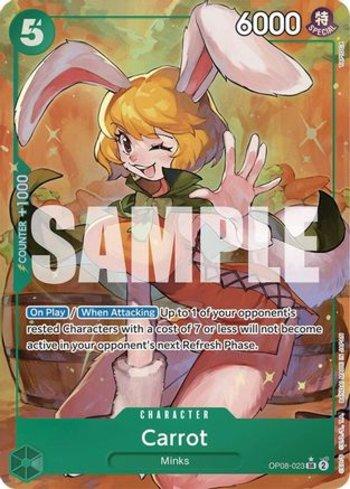 5
6000
特
SPECIAL
COUNTER +1000
SAMPLE
On Play / When Attacking Up to 1 of your opponent's
rested Characters with a cost of 7 or less will not become
active in your opponent's next Refresh Phase.
CHARACTER
Carrot
Minks
OP08-023 SR 2